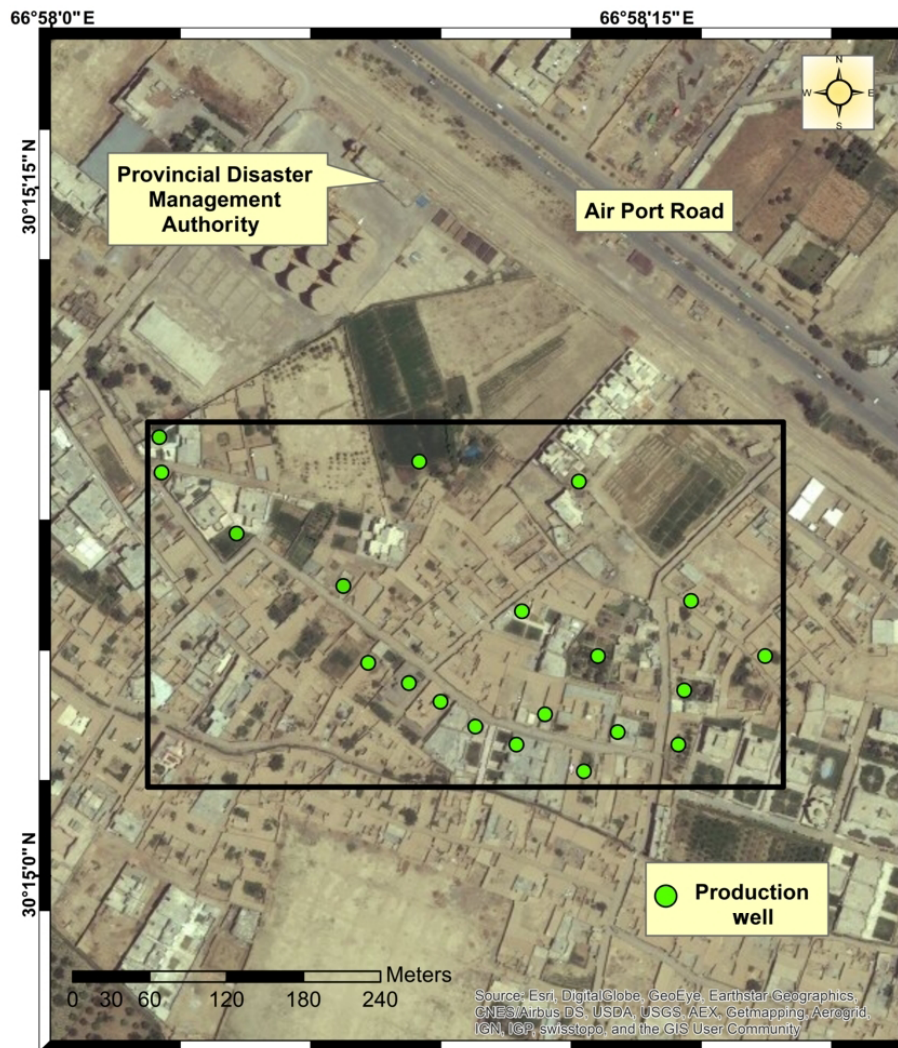 66°58'0" E
66°58'15" E
N
W
E
S
30°15'15" N
Provincial Disaster
Management
Authority
Air Port Road
30°15'0" N
Production
well
Meters
0 30 60 120 180 240
Source- Esri, DigitalGlobe, GeoEye, Earthstar Geographics,
CNES/Airbus DS, USDA, USGS, AEX, Getmapping, Aerogrid,
IGN, IGP, swisstopo, and the GIS User Community